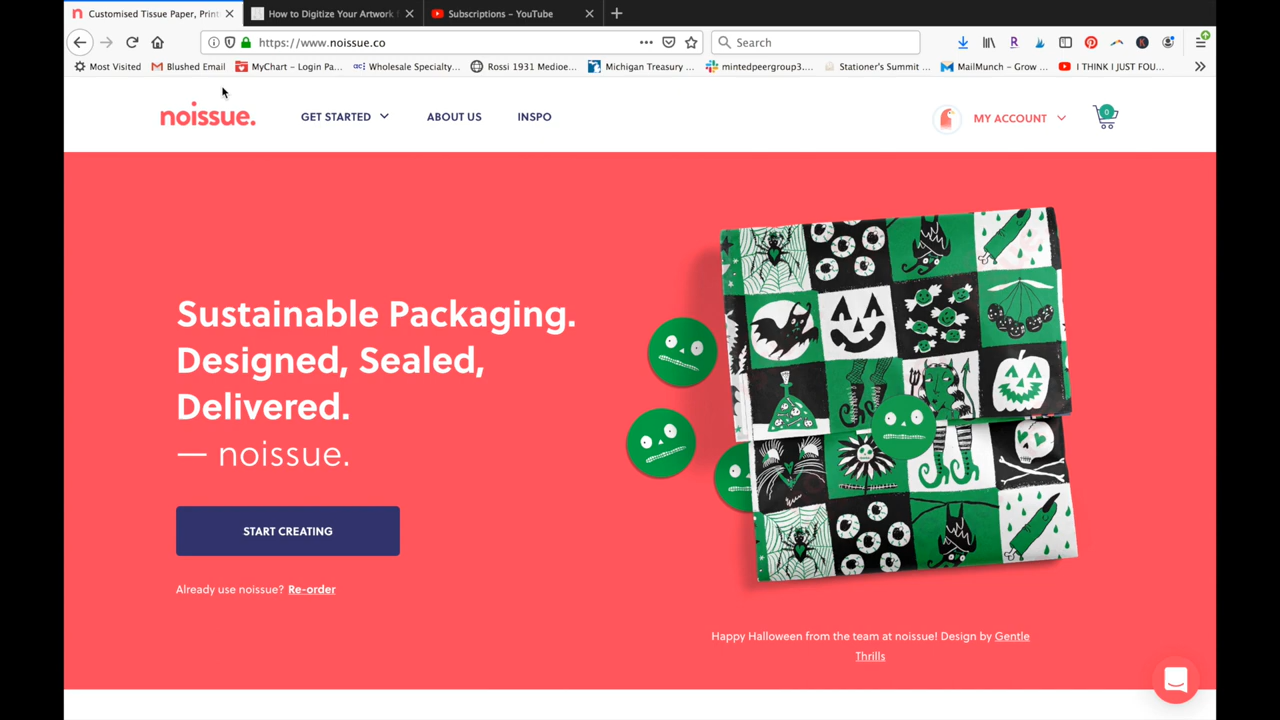 Customised Tissue Paper, Print
How to Digitize Your Artwork f
Subscriptions – YouTube
https://www.noissue.co
Search
Most Visited
Blushed Email
MyChart – Login Pa...
Wholesale Specialty...
Rossi 1931 Medioe...
Michigan Treasury ...
mintedpeergroup3....
Stationer's Summit ...
MailMunch – Grow ...
I THINK I JUST FOU...
noissue.
GET STARTED
ABOUT US
INSPO
MY ACCOUNT
0
Sustainable Packaging.
Designed, Sealed,
Delivered.
— noissue.
START CREATING
Already use noissue? Re-order
Happy Halloween from the team at noissue! Design by Gentle
Thrills